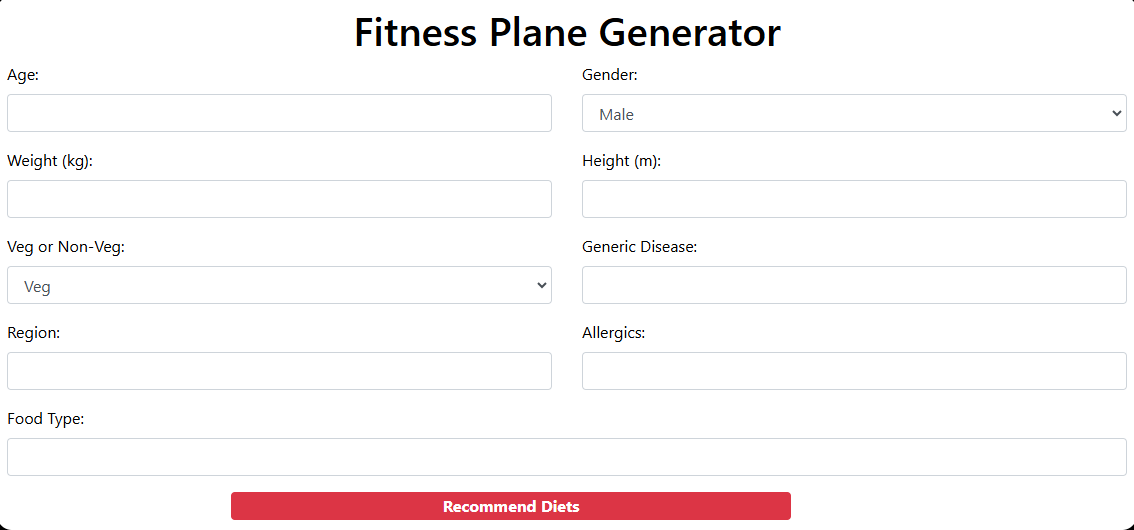 Fitness Plane Generator
Age:
Gender:
Male
Weight (kg):
Height (m):
Veg or Non-Veg:
Generic Disease:
Veg
Region:
Allergics:
Food Type:
Recommend Diets